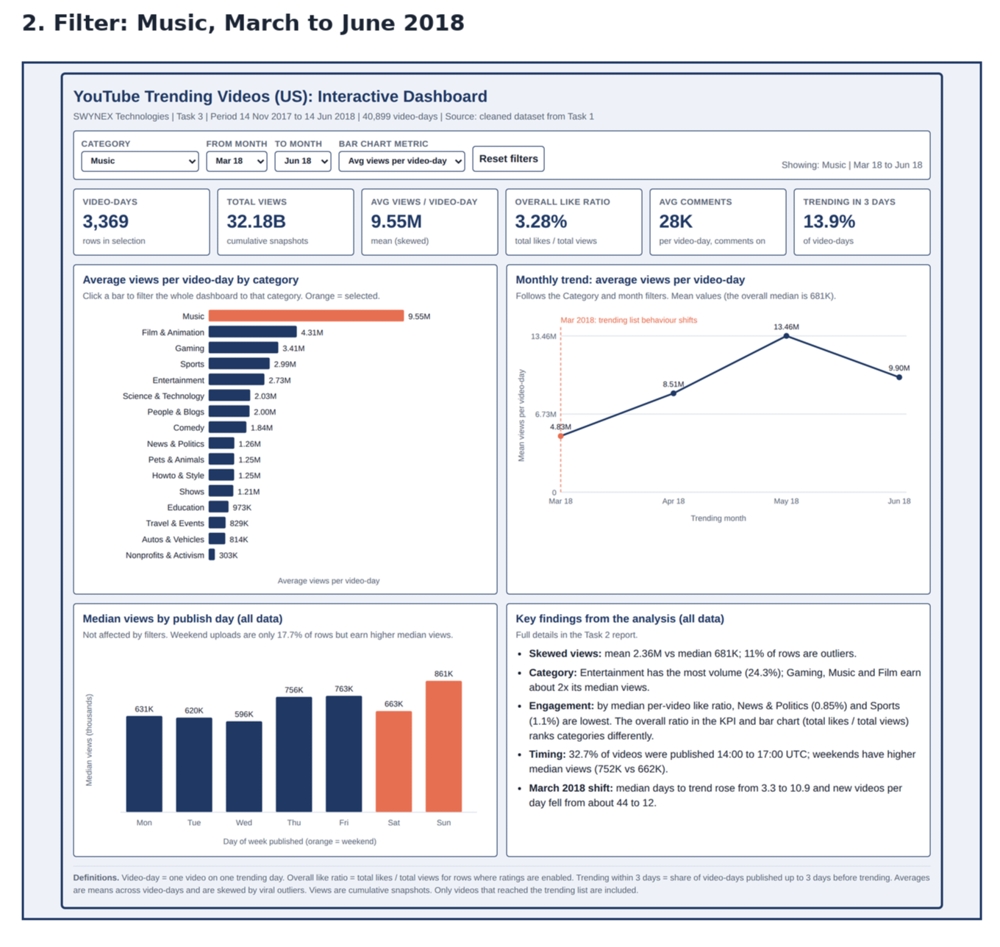 2. Filter: Music, March to June 2018
YouTube Trending Videos (US): Interactive Dashboard
SWYNEX Technologies | Task 3 | Period 14 Nov 2017 to 14 Jun 2018 | 40,899 video-days | Source: cleaned dataset from Task 1
CATEGORY
Music
FROM MONTH
Mar 18
TO MONTH
Jun 18
BAR CHART METRIC
Avg views per video-day
Reset filters
Showing: Music | Mar 18 to Jun 18
VIDEO-DAYS
3,369
rows in selection
TOTAL VIEWS
32.18B
cumulative snapshots
AVG VIEWS / VIDEO-DAY
9.55M
mean (skewed)
OVERALL LIKE RATIO
3.28%
total likes / total views
AVG COMMENTS
28K
per video-day, comments on
TRENDING IN 3 DAYS
13.9%
of video-days
Average views per video-day by category
Click a bar to filter the whole dashboard to that category. Orange = selected.
Music 9.55M
Film & Animation 4.31M
Gaming 3.41M
Sports 2.99M
Entertainment 2.73M
Science & Technology 2.03M
People & Blogs 2.00M
Comedy 1.84M
News & Politics 1.26M
Pets & Animals 1.25M
Howto & Style 1.25M
Shows 1.21M
Education 973K
Travel & Events 829K
Autos & Vehicles 814K
Nonprofits & Activism 303K
Average views per video-day
Monthly trend: average views per video-day
Follows the Category and month filters. Mean values (the overall median is 681K).
Mar 2018: trending list behaviour shifts
13.46M
6.73M
0
Mean views per video-day
4.83M
8.51M
13.46M
9.90M
Mar 18
Apr 18
May 18
Jun 18
Trending month
Median views by publish day (all data)
Not affected by filters. Weekend uploads are only 17.7% of rows but earn higher median views.
Median views (thousands)
631K
620K
596K
756K
763K
663K
861K
Mon
Tue
Wed
Thu
Fri
Sat
Sun
Day of week published (orange = weekend)
Key findings from the analysis (all data)
Full details in the Task 2 report.
• Skewed views: mean 2.36M vs median 681K; 11% of rows are outliers.
• Category: Entertainment has the most volume (24.3%); Gaming, Music and Film earn
about 2x its median views.
• Engagement: by median per-video like ratio, News & Politics (0.85%) and Sports
(1.1%) are lowest. The overall ratio in the KPI and bar chart (total likes / total views)
ranks categories differently.
• Timing: 32.7% of videos were published 14:00 to 17:00 UTC; weekends have higher
median views (752K vs 662K).
• March 2018 shift: median days to trend rose from 3.3 to 10.9 and new videos per
day fell from about 44 to 12.
Definitions. Video-day = one video on one trending day. Overall like ratio = total likes / total views for rows where ratings are enabled. Trending within 3 days = share of video-days published up to 3 days before trending. Averages
are means across video-days and are skewed by viral outliers. Views are cumulative snapshots. Only videos that reached the trending list are included.